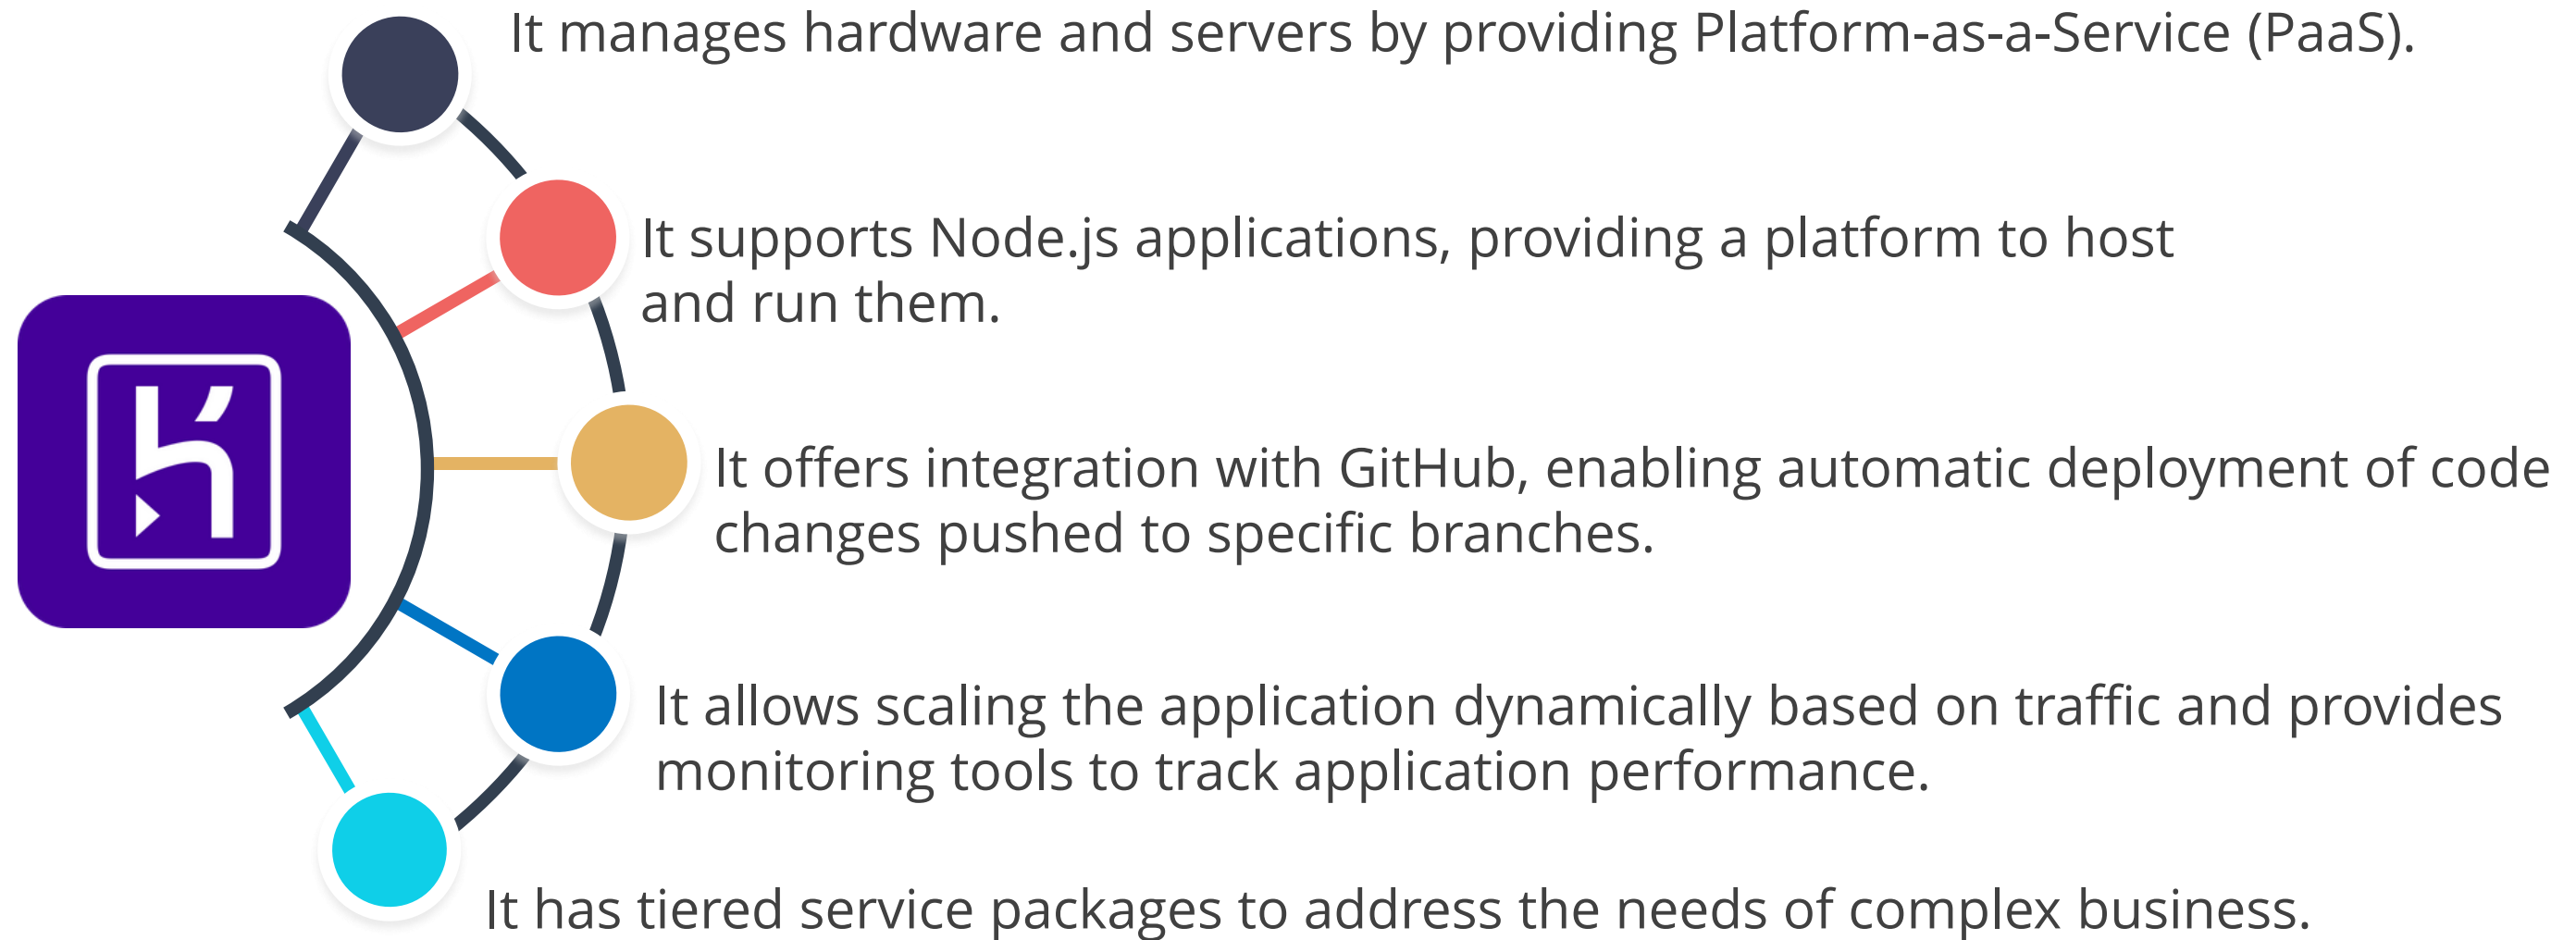 It manages hardware and servers by providing Platform-as-a-Service (PaaS).
It supports Node.js applications, providing a platform to host
and run them.
It offers integration with GitHub, enabling automatic deployment of code
changes pushed to specific branches.
It allows scaling the application dynamically based on traffic and provides
monitoring tools to track application performance.
It has tiered service packages to address the needs of complex business.